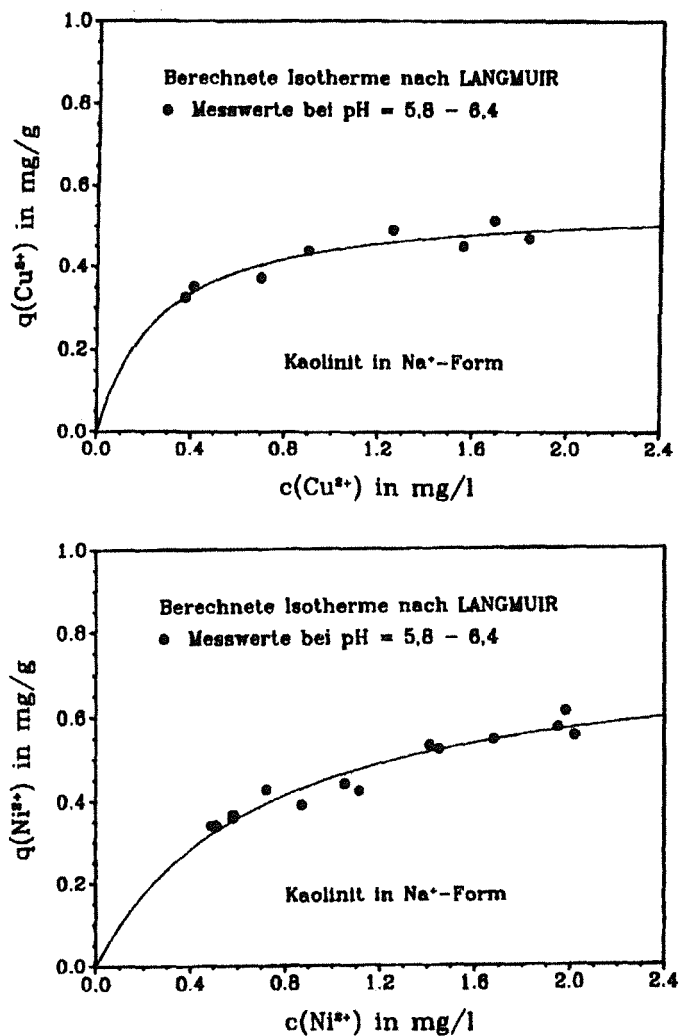 1.0
Berechnete Isotherme nach LANGMUIR
● Messwerte bei pH = 5,8 – 6,4
0.8
0.6
q(Cu²⁺) in mg/g
0.4
0.2
Kaolinit in Na⁺-Form
0.0
0.0 0.4 0.8 1.2 1.6 2.0 2.4
c(Cu²⁺) in mg/l
1.0
Berechnete Isotherme nach LANGMUIR
● Messwerte bei pH = 5,8 – 6,4
0.8
0.6
q(Ni²⁺) in mg/g
0.4
0.2
Kaolinit in Na⁺-Form
0.0
0.0 0.4 0.8 1.2 1.6 2.0 2.4
c(Ni²⁺) in mg/l